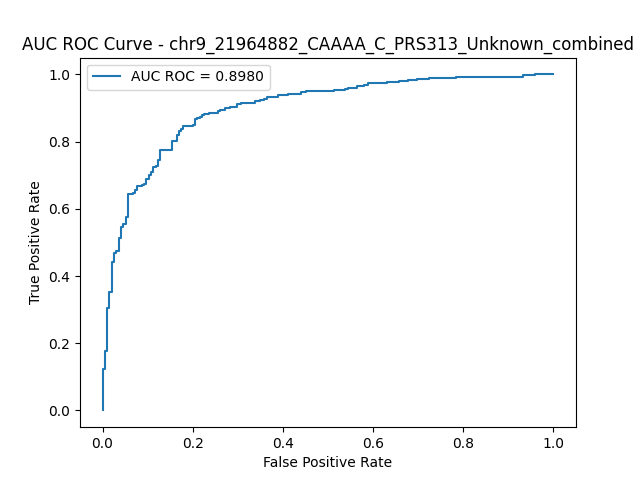 AUC ROC Curve - chr9_21964882_CAAAA_C_PRS313_Unknown_combined
AUC ROC = 0.8980
1.0
0.8
0.6
0.4
0.2
0.0
True Positive Rate
0.0 0.2 0.4 0.6 0.8 1.0
False Positive Rate